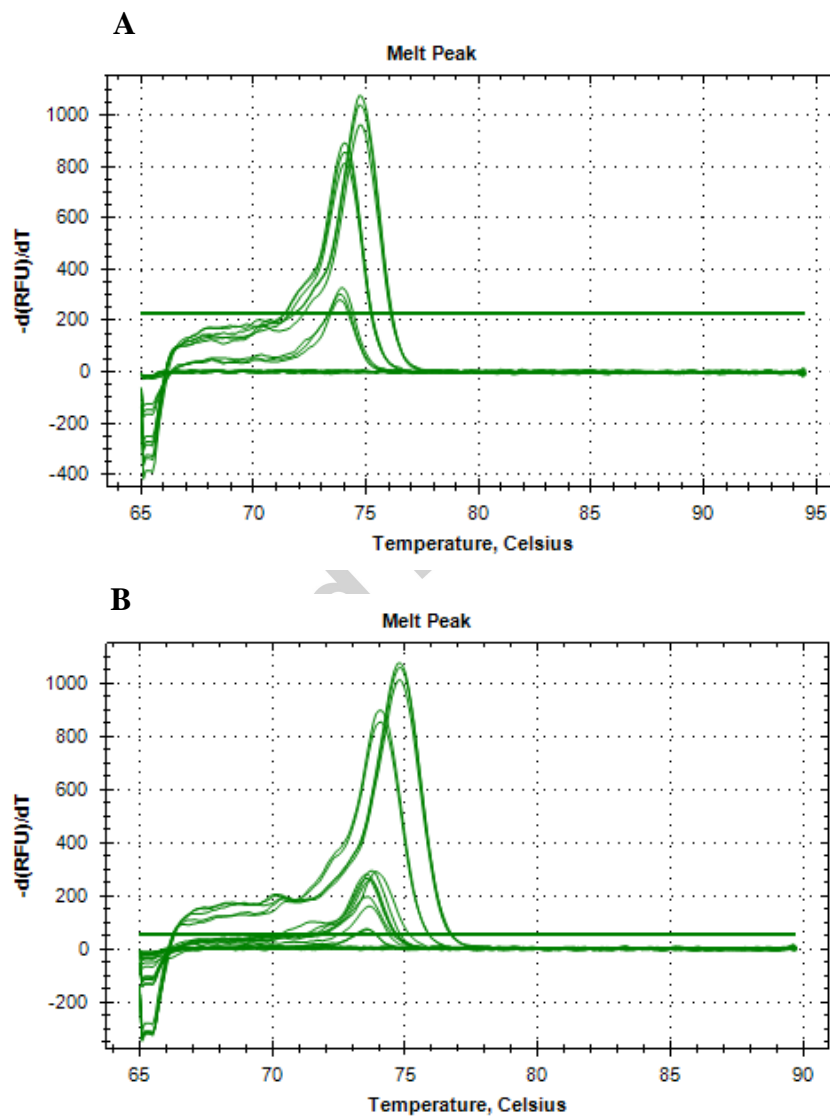 A
Melt Peak
1000
800
600
400
200
0
-200
-400
-d(RFU)/dT
65 70 75 80 85 90 95
Temperature, Celsius
B
Melt Peak
1000
800
600
400
200
0
-200
-d(RFU)/dT
65 70 75 80 85 90
Temperature, Celsius